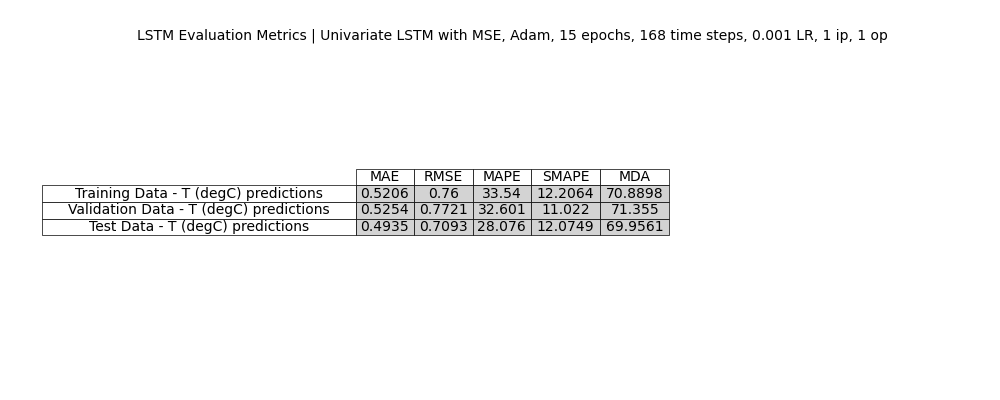 LSTM Evaluation Metrics | Univariate LSTM with MSE, Adam, 15 epochs, 168 time steps, 0.001 LR, 1 ip, 1 op
MAE RMSE MAPE SMAPE MDA
Training Data - T (degC) predictions 0.5206 0.76 33.54 12.2064 70.8898
Validation Data - T (degC) predictions 0.5254 0.7721 32.601 11.022 71.355
Test Data - T (degC) predictions 0.4935 0.7093 28.076 12.0749 69.9561